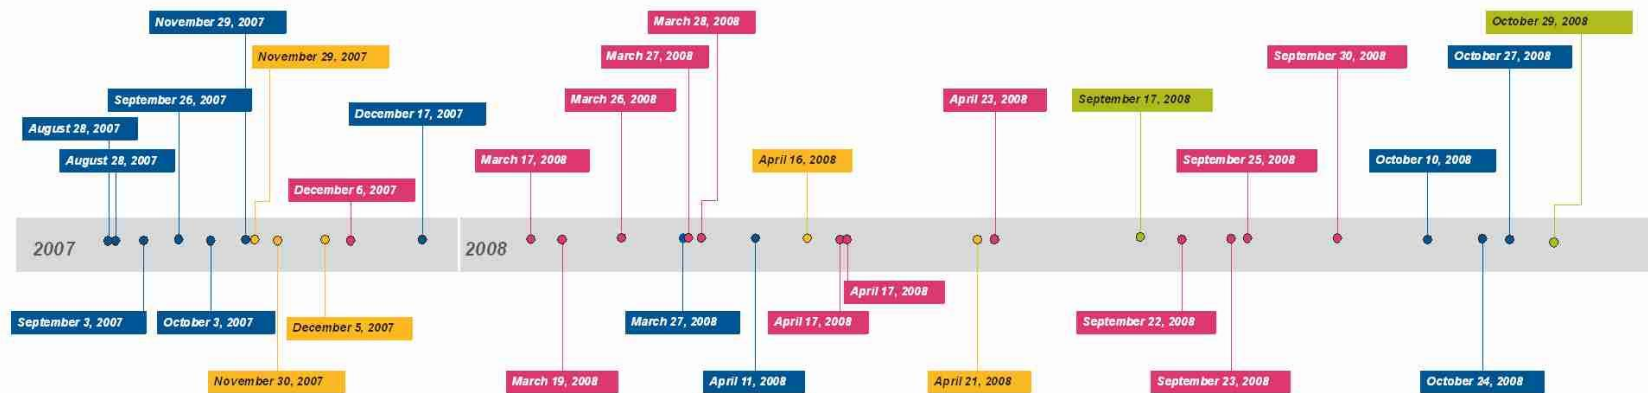 November 29, 2007
March 28, 2008
October 29, 2008
November 29, 2007
March 27, 2008
September 30, 2008
October 27, 2008
September 26, 2007
December 17, 2007
March 26, 2008
April 23, 2008
September 17, 2008
August 28, 2007
August 28, 2007
March 17, 2008
April 16, 2008
September 25, 2008
October 10, 2008
December 6, 2007
2007
2008
April 17, 2008
September 3, 2007
October 3, 2007
December 5, 2007
March 27, 2008
April 17, 2008
September 22, 2008
November 30, 2007
March 19, 2008
April 11, 2008
April 21, 2008
September 23, 2008
October 24, 2008